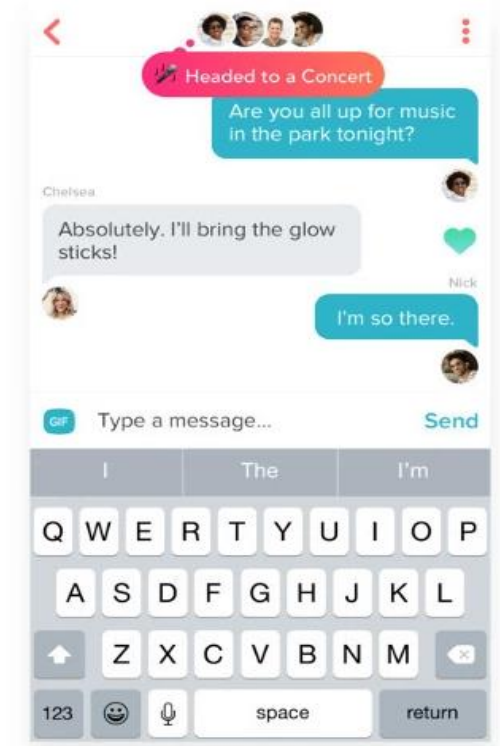 Headed to a Concert
Are you all up for music
in the park tonight?
Chelsea
Absolutely. I'll bring the glow
sticks!
Nick
I'm so there.
GIF
Type a message...
Send
I
The
I'm
Q W E R T Y U I O P
A S D F G H J K L
Z X C V B N M
123
space
return